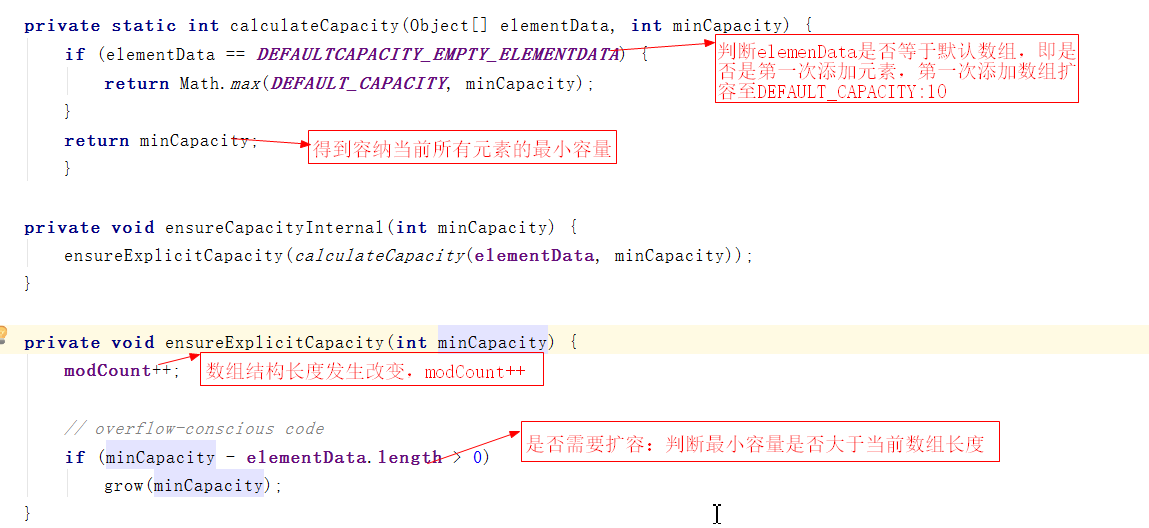 private static int calculateCapacity(Object[] elementData, int minCapacity) {
if (elementData == DEFAULTCAPACITY_EMPTY_ELEMENTDATA) {
判断elemenData是否等于默认数组，即是
否是第一次添加元素，第一次添加数组扩
容至DEFAULT_CAPACITY:10
return Math.max(DEFAULT_CAPACITY, minCapacity);
}
return minCapacity;
得到容纳当前所有元素的最小容量
}
private void ensureCapacityInternal(int minCapacity) {
ensureExplicitCapacity(calculateCapacity(elementData, minCapacity));
}
private void ensureExplicitCapacity(int minCapacity) {
modCount++;
数组结构长度发生改变，modCount++
// overflow-conscious code
if (minCapacity - elementData.length > 0)
是否需要扩容：判断最小容量是否大于当前数组长度
grow(minCapacity);
}